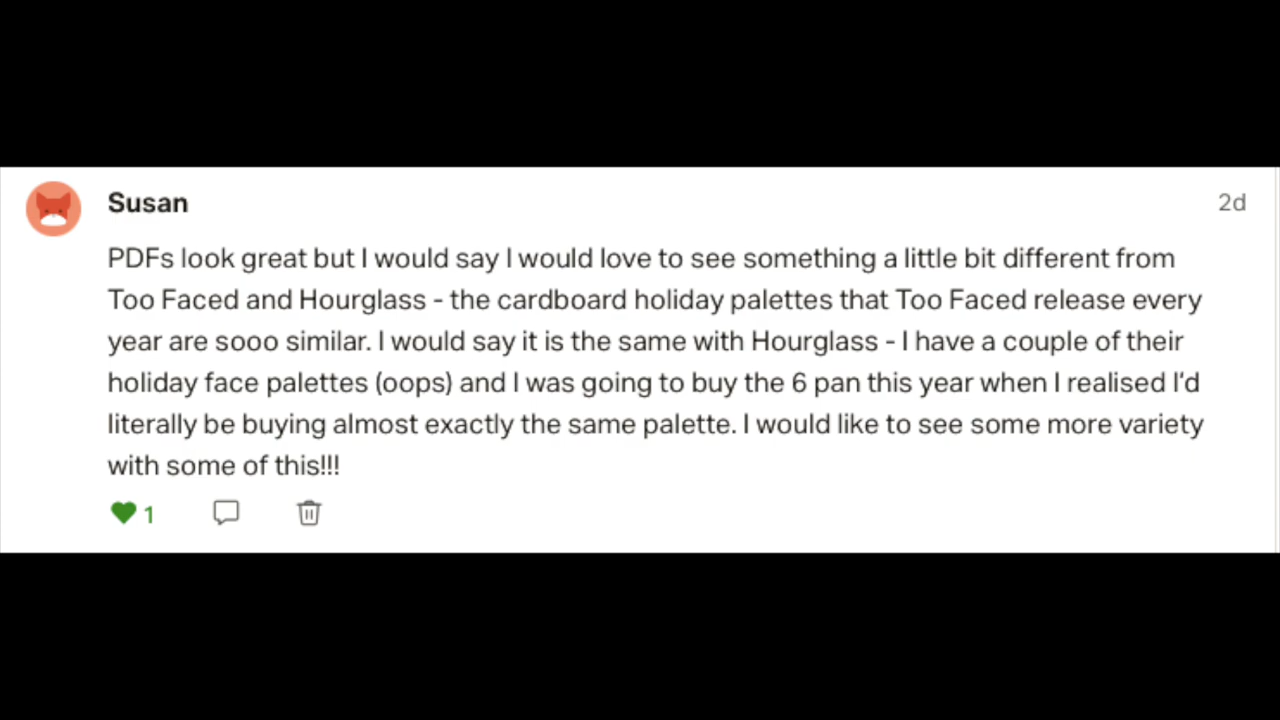 Susan
2d
PDFs look great but I would say I would love to see something a little bit different from
Too Faced and Hourglass - the cardboard holiday palettes that Too Faced release every
year are sooo similar. I would say it is the same with Hourglass - I have a couple of their
holiday face palettes (oops) and I was going to buy the 6 pan this year when I realised I'd
literally be buying almost exactly the same palette. I would like to see some more variety
with some of this!!!
1